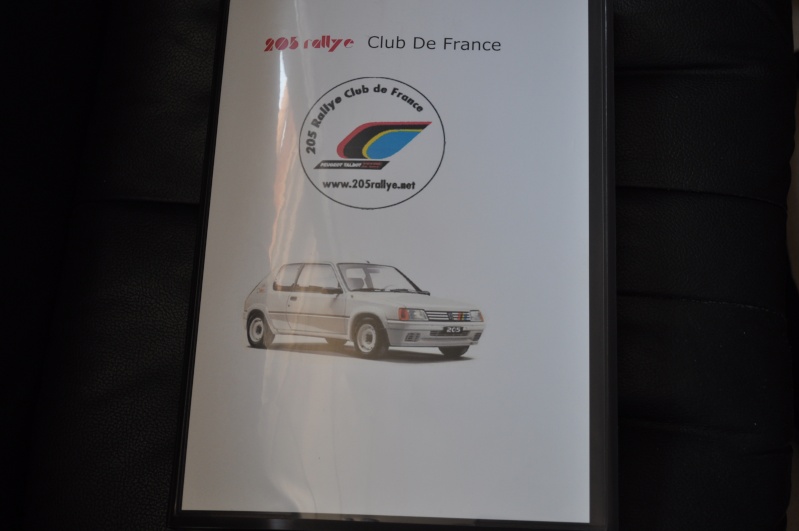 205 rallye Club De France
205 Rallye Club de France
PEUGEOT TALBOT
www.205rallye.net
205